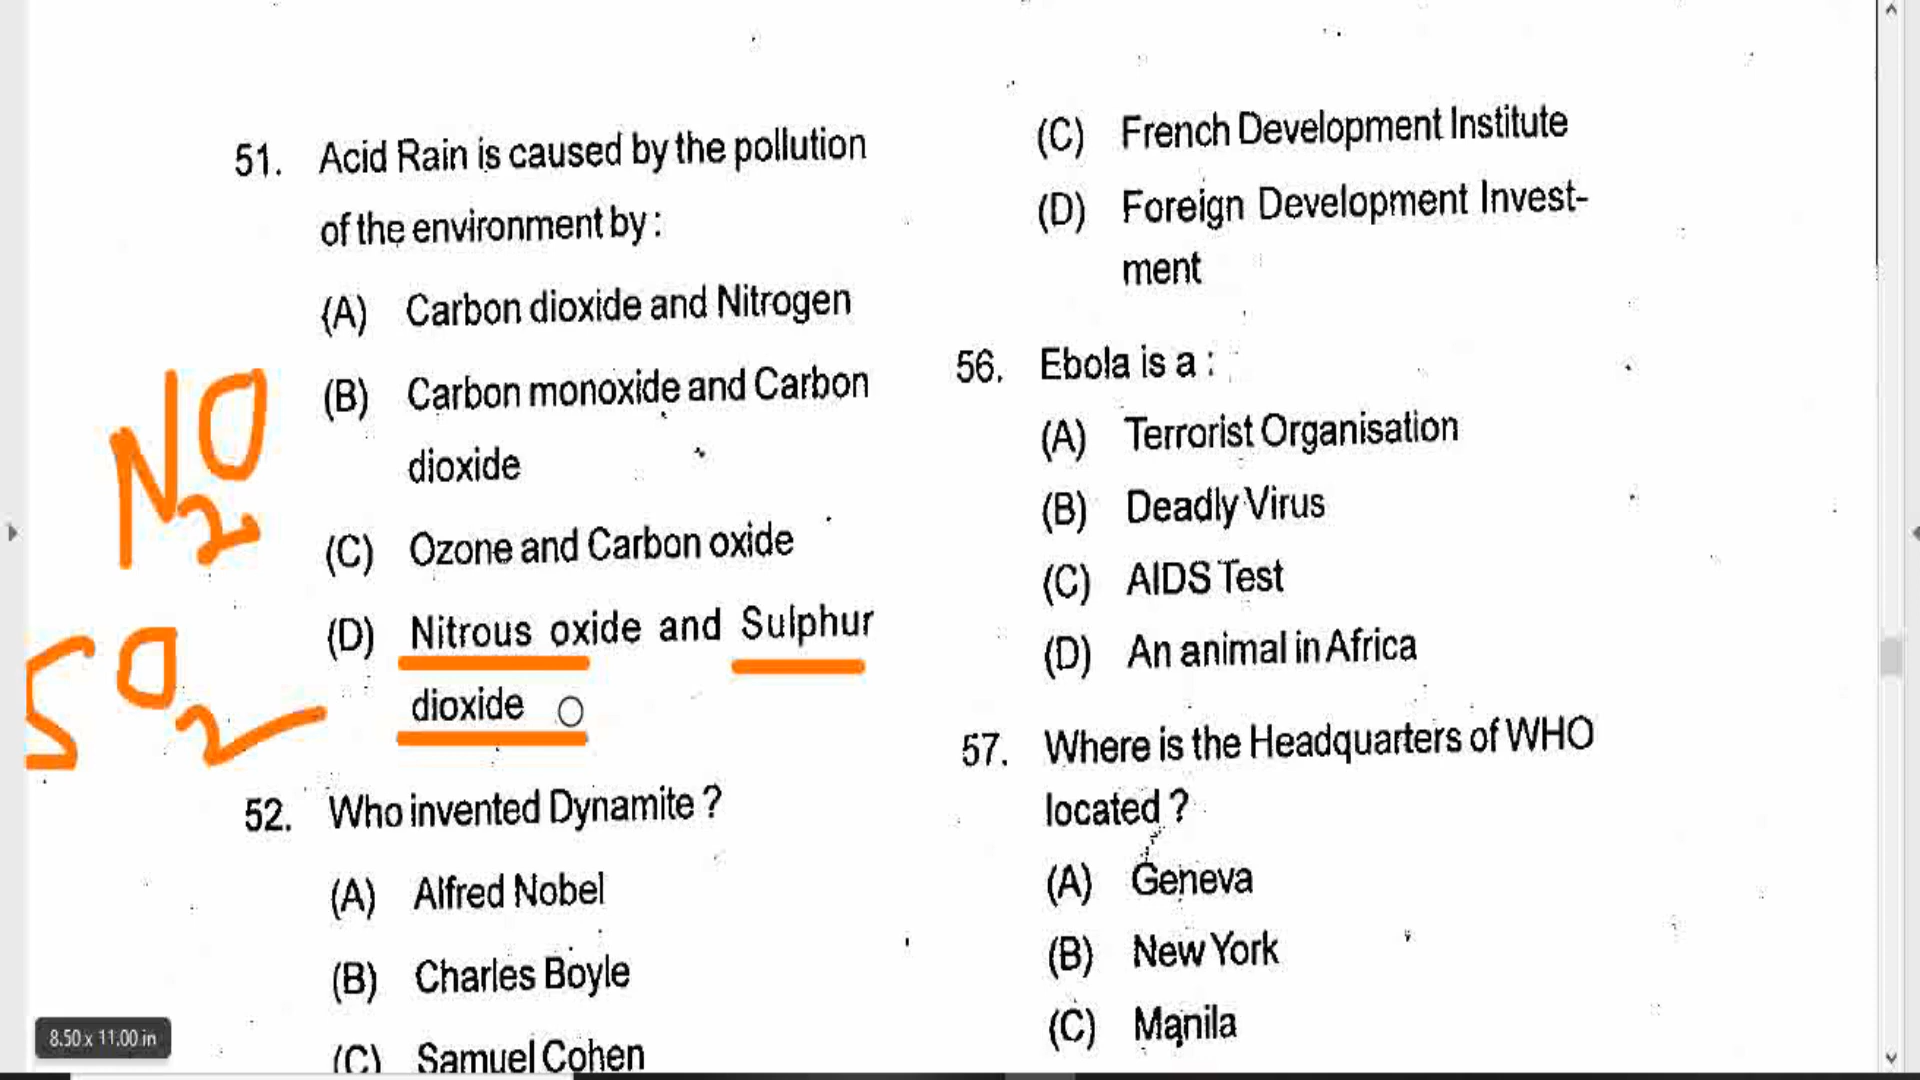 51. Acid Rain is caused by the pollution
of the environment by :
(A) Carbon dioxide and Nitrogen
(B) Carbon monoxide and Carbon
dioxide
(C) Ozone and Carbon oxide
(D) Nitrous oxide and Sulphur
dioxide
N2O
SO2
52. Who invented Dynamite ?
(A) Alfred Nobel
(B) Charles Boyle
(C) Samuel Cohen
(C) French Development Institute
(D) Foreign Development Invest-
ment
56. Ebola is a :
(A) Terrorist Organisation
(B) Deadly Virus
(C) AIDS Test
(D) An animal in Africa
57. Where is the Headquarters of WHO
located ?
(A) Geneva
(B) New York
(C) Manila
8.50 x 11.00 in